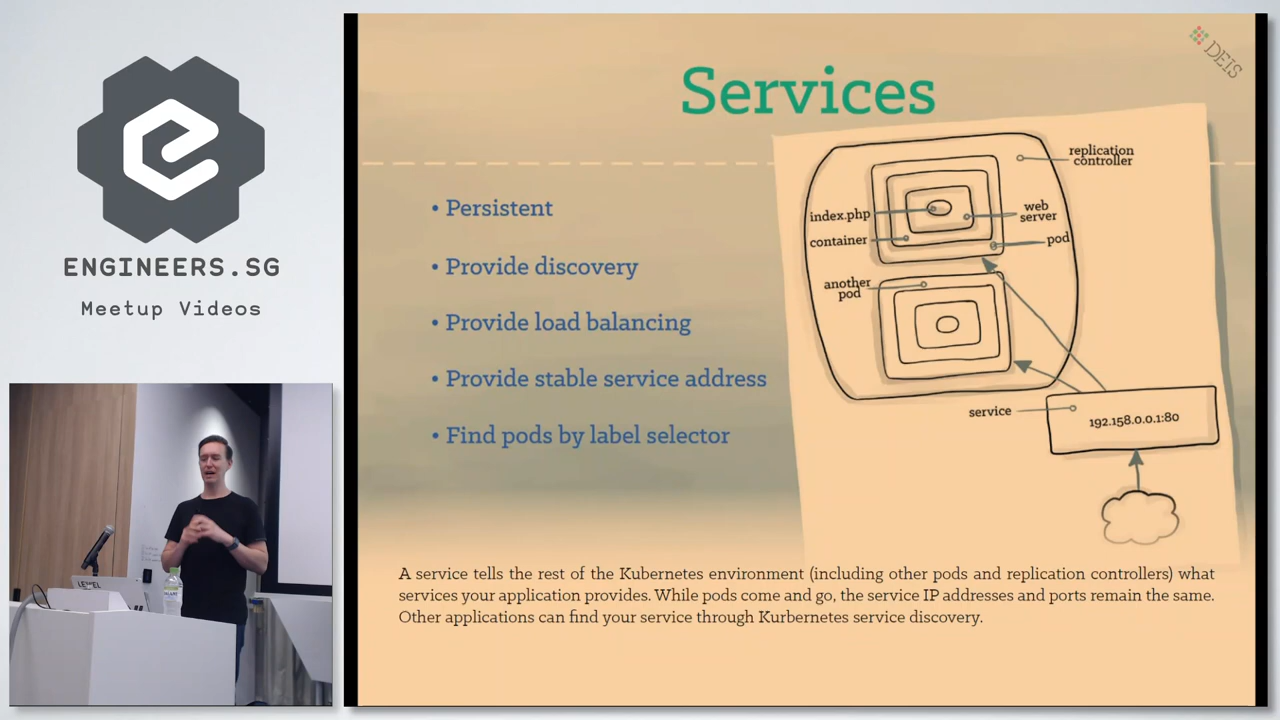 ENGINEERS.SG
Meetup Videos
DEIS
Services
• Persistent
• Provide discovery
• Provide load balancing
• Provide stable service address
• Find pods by label selector
replication
controller
index.php
web
server
container
pod
another
pod
service
192.158.0.0.1:80
A service tells the rest of the Kubernetes environment (including other pods and replication controllers) what
services your application provides. While pods come and go, the service IP addresses and ports remain the same.
Other applications can find your service through Kurbernetes service discovery.